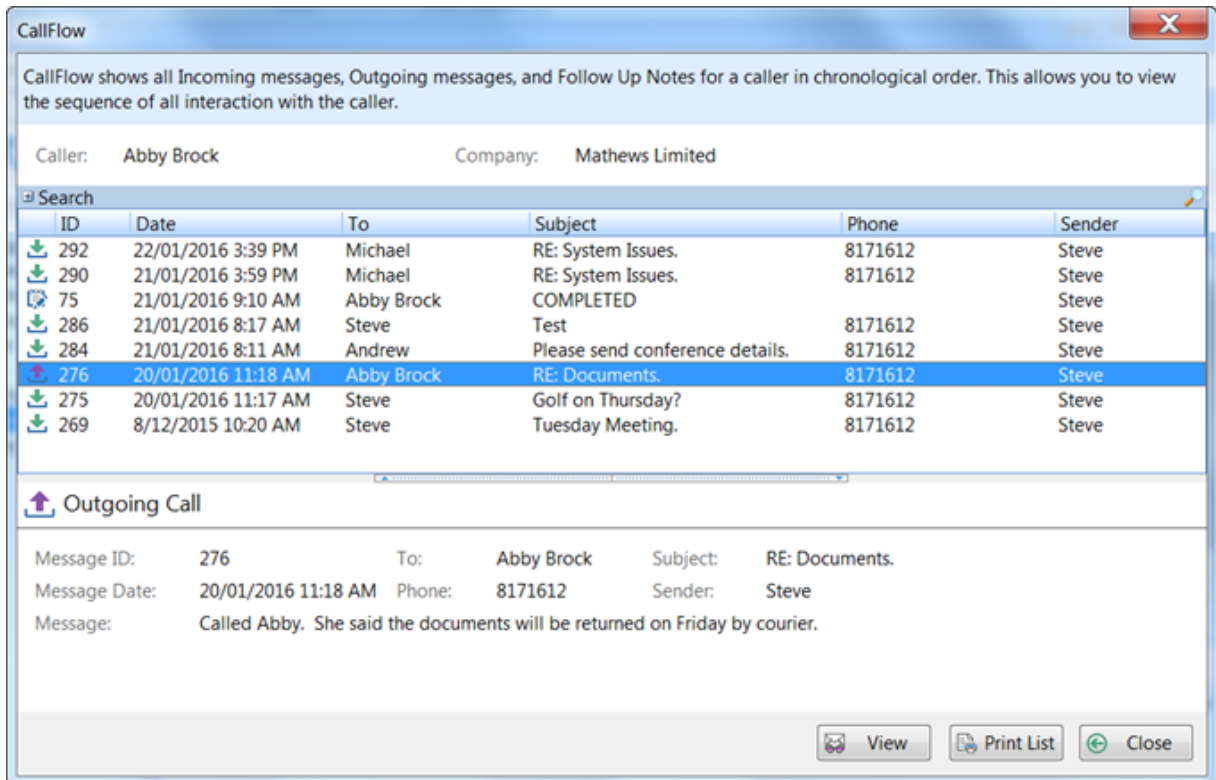 CallFlow
CallFlow shows all Incoming messages, Outgoing messages, and Follow Up Notes for a caller in chronological order. This allows you to view
the sequence of all interaction with the caller.
Caller: Abby Brock Company: Mathews Limited
Search
ID Date To Subject Phone Sender
292 22/01/2016 3:39 PM Michael RE: System Issues. 8171612 Steve
290 21/01/2016 3:59 PM Michael RE: System Issues. 8171612 Steve
75 21/01/2016 9:10 AM Abby Brock COMPLETED Steve
286 21/01/2016 8:17 AM Steve Test 8171612 Steve
284 21/01/2016 8:11 AM Andrew Please send conference details. 8171612 Steve
276 20/01/2016 11:18 AM Abby Brock RE: Documents. 8171612 Steve
275 20/01/2016 11:17 AM Steve Golf on Thursday? 8171612 Steve
269 8/12/2015 10:20 AM Steve Tuesday Meeting. 8171612 Steve
Outgoing Call
Message ID: 276 To: Abby Brock Subject: RE: Documents.
Message Date: 20/01/2016 11:18 AM Phone: 8171612 Sender: Steve
Message: Called Abby. She said the documents will be returned on Friday by courier.
View Print List Close